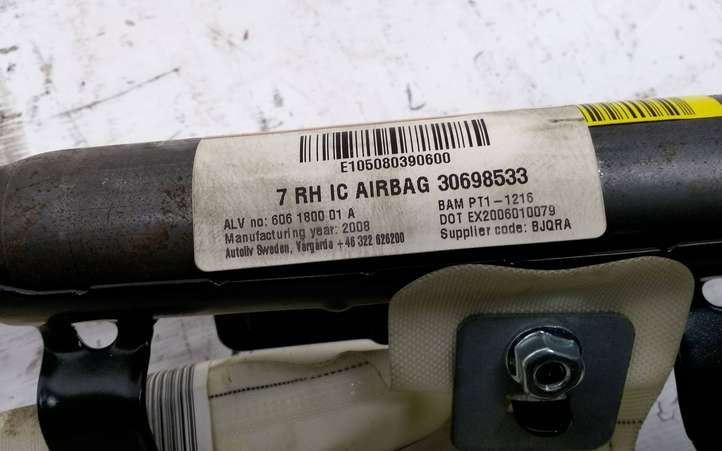 E105080390600
7 RH IC AIRBAG 30698533
ALV no: 606 1800 01 A
Manufacturing year: 2008
Autoliv Sweden, Vårgårda +46 322 626200
BAM PT1-1216
DOT EX2006010079
Supplier code: BJQRA